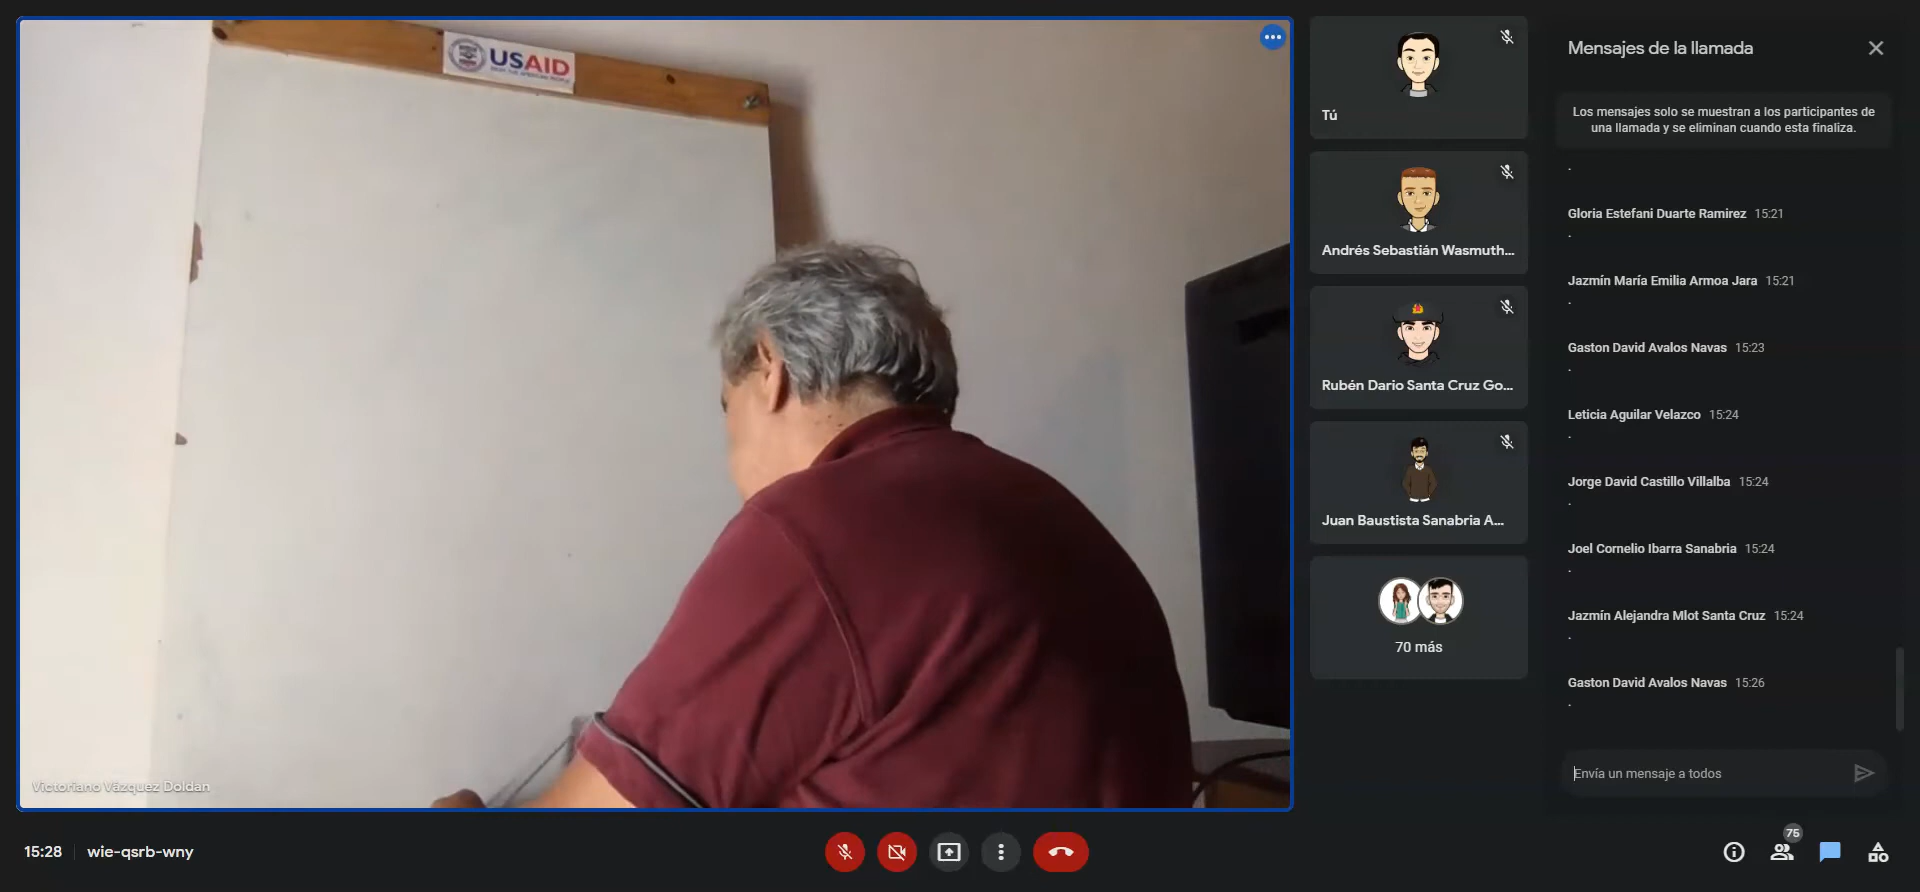 USAID
FROM THE AMERICAN PEOPLE
Victoriano Vázquez Doldan
Tú
Andrés Sebastián Wasmuth...
Rubén Dario Santa Cruz Go...
Juan Baustista Sanabria A...
70 más
Mensajes de la llamada
Los mensajes solo se muestran a los participantes de
una llamada y se eliminan cuando esta finaliza.
.
Gloria Estefani Duarte Ramirez 15:21
.
Jazmín María Emilia Armoa Jara 15:21
.
Gaston David Avalos Navas 15:23
.
Leticia Aguilar Velazco 15:24
.
Jorge David Castillo Villalba 15:24
.
Joel Cornelio Ibarra Sanabria 15:24
.
Jazmín Alejandra Mlot Santa Cruz 15:24
.
Gaston David Avalos Navas 15:26
.
Envía un mensaje a todos
15:28 wie-qsrb-wny
75